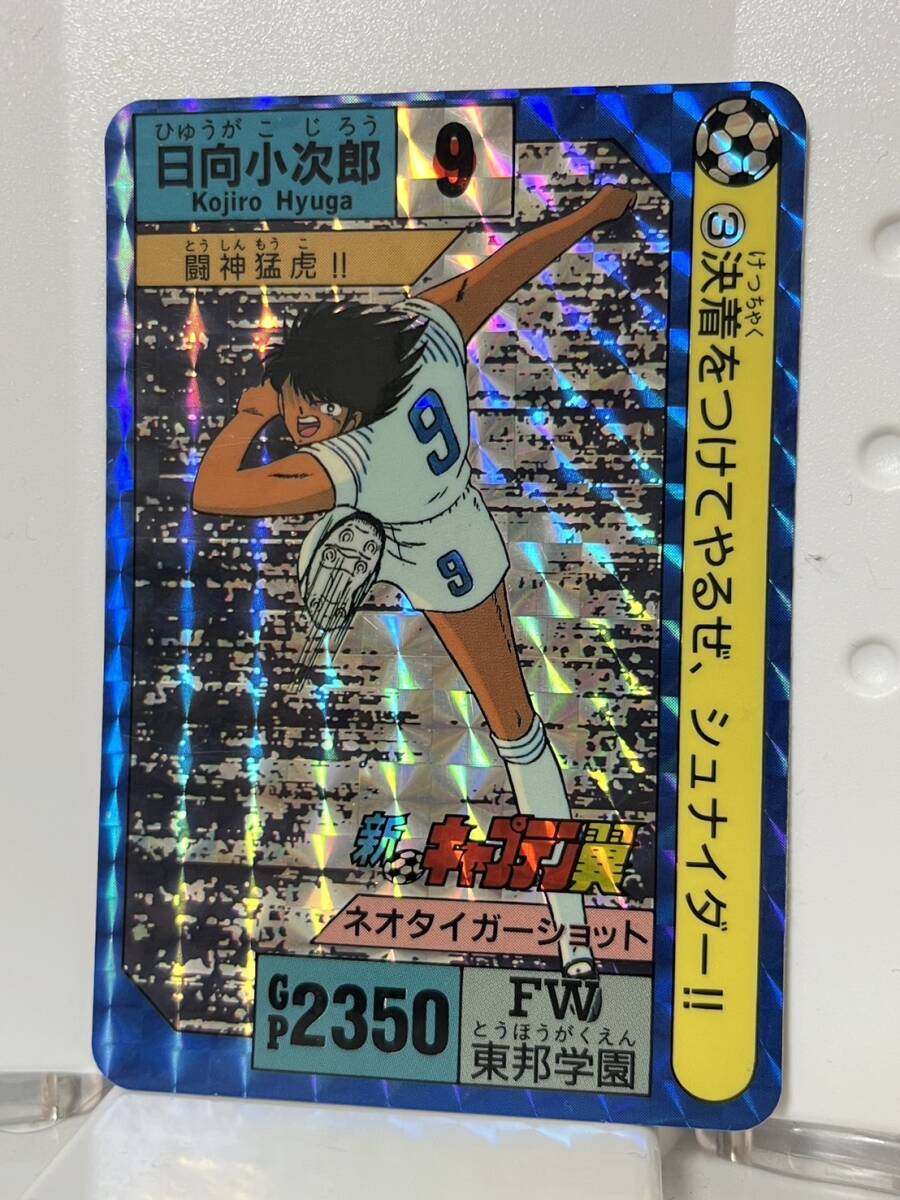 ひゅうが こ じろう
日向小次郎
Kojiro Hyuga
9
とう しん もう こ
闘神猛虎!!
9
9
新キャプテン翼
ネオタイガーショット
GP2350
FW
とうほうがくえん
東邦学園
けっちゃく
③決着をつけてやるぜ、シュナイダー!!